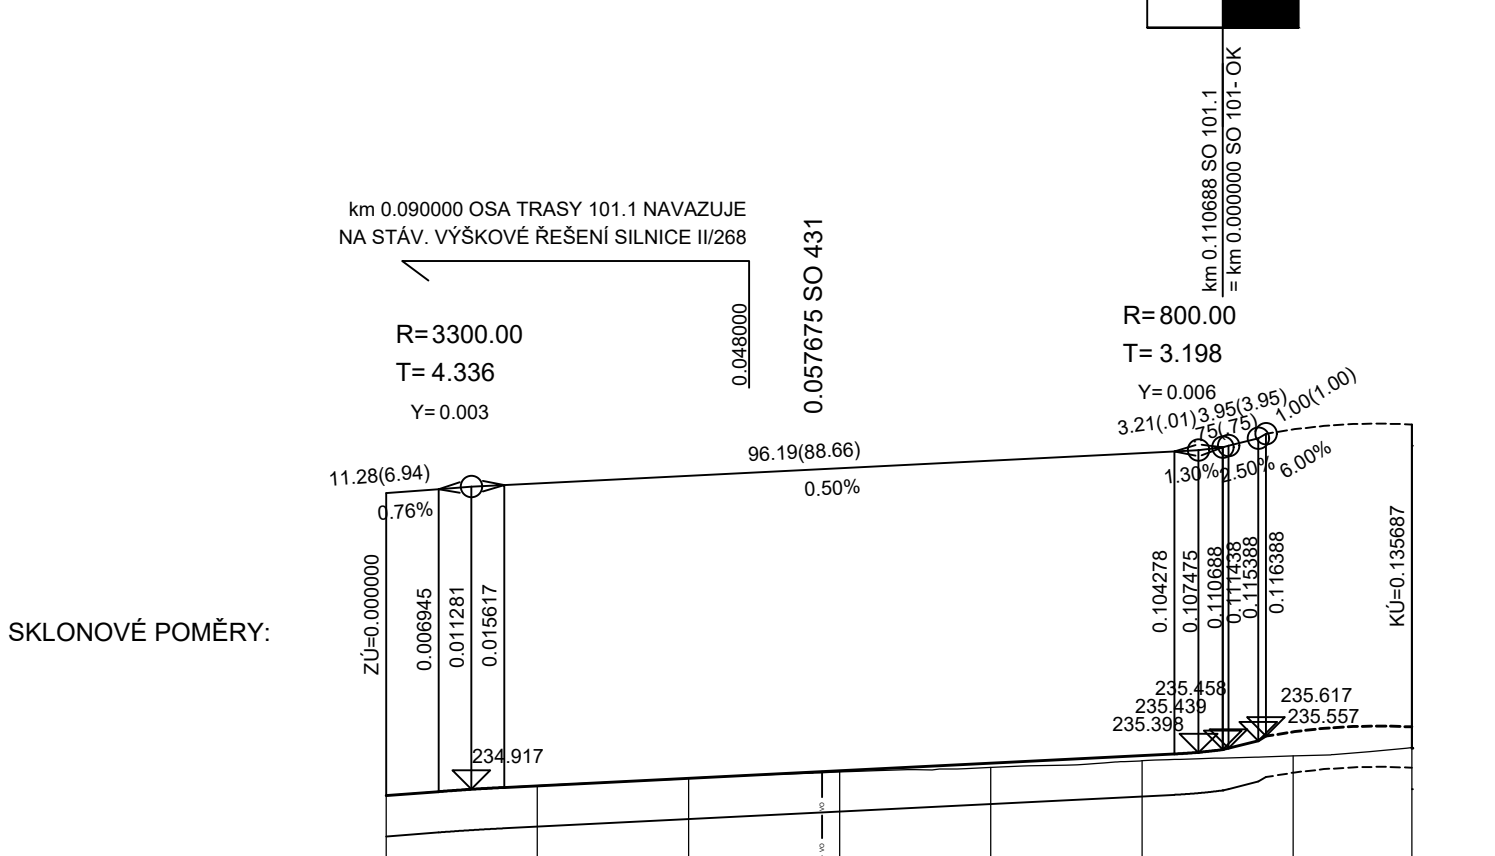 km 0.110688 SO 101.1
= km 0.000000 SO 101- OK
km 0.090000 OSA TRASY 101.1 NAVAZUJE
NA STÁV. VÝŠKOVÉ ŘEŠENÍ SILNICE II/268
0.048000
0.057675 SO 431
R=3300.00
T= 4.336
Y= 0.003
R=800.00
T= 3.198
Y= 0.006
11.28(6.94)
0.76%
96.19(88.66)
0.50%
3.21(.01)
.75(.75)
3.95(3.95)
1.00(1.00)
1.30%
2.50%
6.00%
ZÚ=0.000000
0.006945
0.011281
0.015617
0.104278
0.107475
0.110688
0.111438
0.115388
0.116388
KÚ=0.135687
SKLONOVÉ POMĚRY:
234.917
235.458
235.439
235.398
235.617
235.557
VO
VO